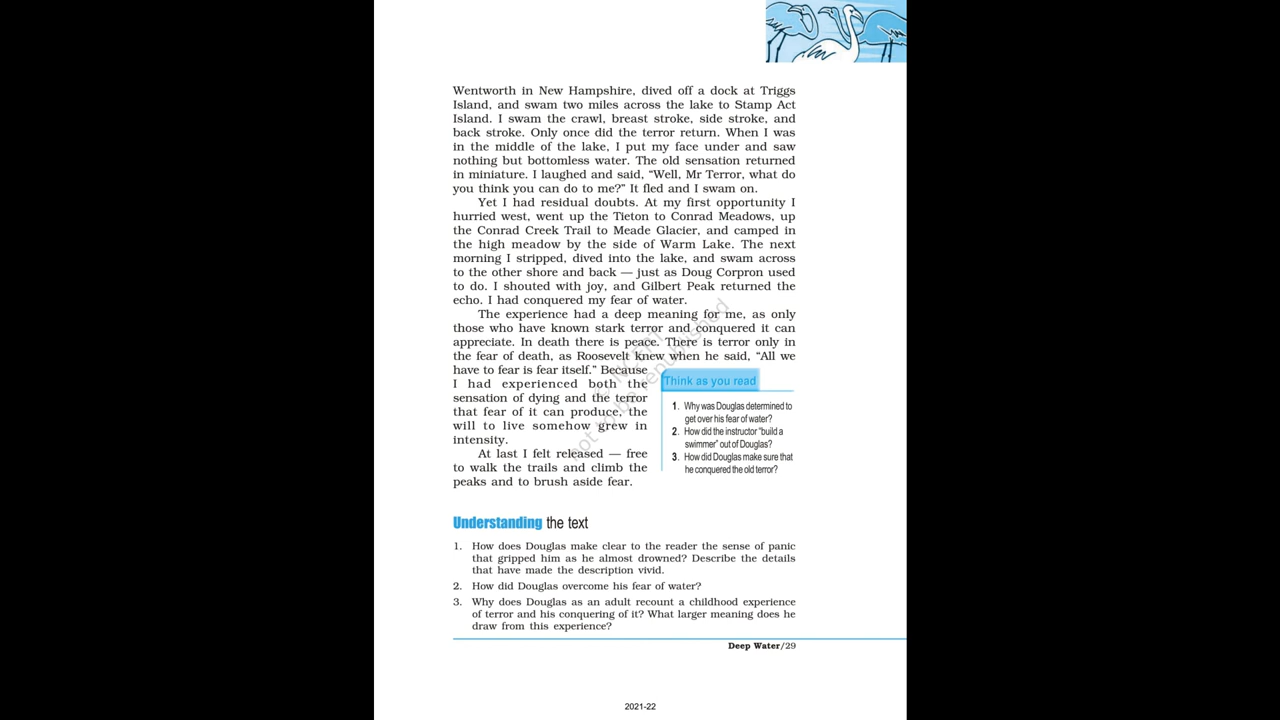 Wentworth in New Hampshire, dived off a dock at Triggs
Island, and swam two miles across the lake to Stamp Act
Island. I swam the crawl, breast stroke, side stroke, and
back stroke. Only once did the terror return. When I was
in the middle of the lake, I put my face under and saw
nothing but bottomless water. The old sensation returned
in miniature. I laughed and said, “Well, Mr Terror, what do
you think you can do to me?” It fled and I swam on.
Yet I had residual doubts. At my first opportunity I
hurried west, went up the Tieton to Conrad Meadows, up
the Conrad Creek Trail to Meade Glacier, and camped in
the high meadow by the side of Warm Lake. The next
morning I stripped, dived into the lake, and swam across
to the other shore and back — just as Doug Corpron used
to do. I shouted with joy, and Gilbert Peak returned the
echo. I had conquered my fear of water.
The experience had a deep meaning for me, as only
those who have known stark terror and conquered it can
appreciate. In death there is peace. There is terror only in
the fear of death, as Roosevelt knew when he said, “All we
have to fear is fear itself.” Because
I had experienced both the
sensation of dying and the terror
that fear of it can produce, the
will to live somehow grew in
intensity.
At last I felt released — free
to walk the trails and climb the
peaks and to brush aside fear.
Think as you read
1. Why was Douglas determined to
get over his fear of water?
2. How did the instructor “build a
swimmer” out of Douglas?
3. How did Douglas make sure that
he conquered the old terror?
Understanding the text
1. How does Douglas make clear to the reader the sense of panic
that gripped him as he almost drowned? Describe the details
that have made the description vivid.
2. How did Douglas overcome his fear of water?
3. Why does Douglas as an adult recount a childhood experience
of terror and his conquering of it? What larger meaning does he
draw from this experience?
Deep Water/29
2021-22
not to be republished